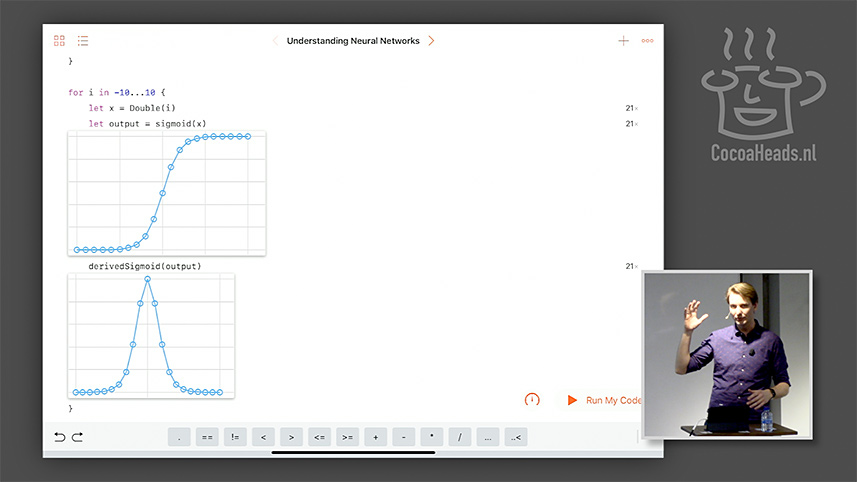 Understanding Neural Networks
}
for i in -10...10 {
let x = Double(i)
21×
let output = sigmoid(x)
21×
derivedSigmoid(output)
21×
}
Run My Code
. == != < > <= >= + - * / ... ..<
CocoaHeads.nl